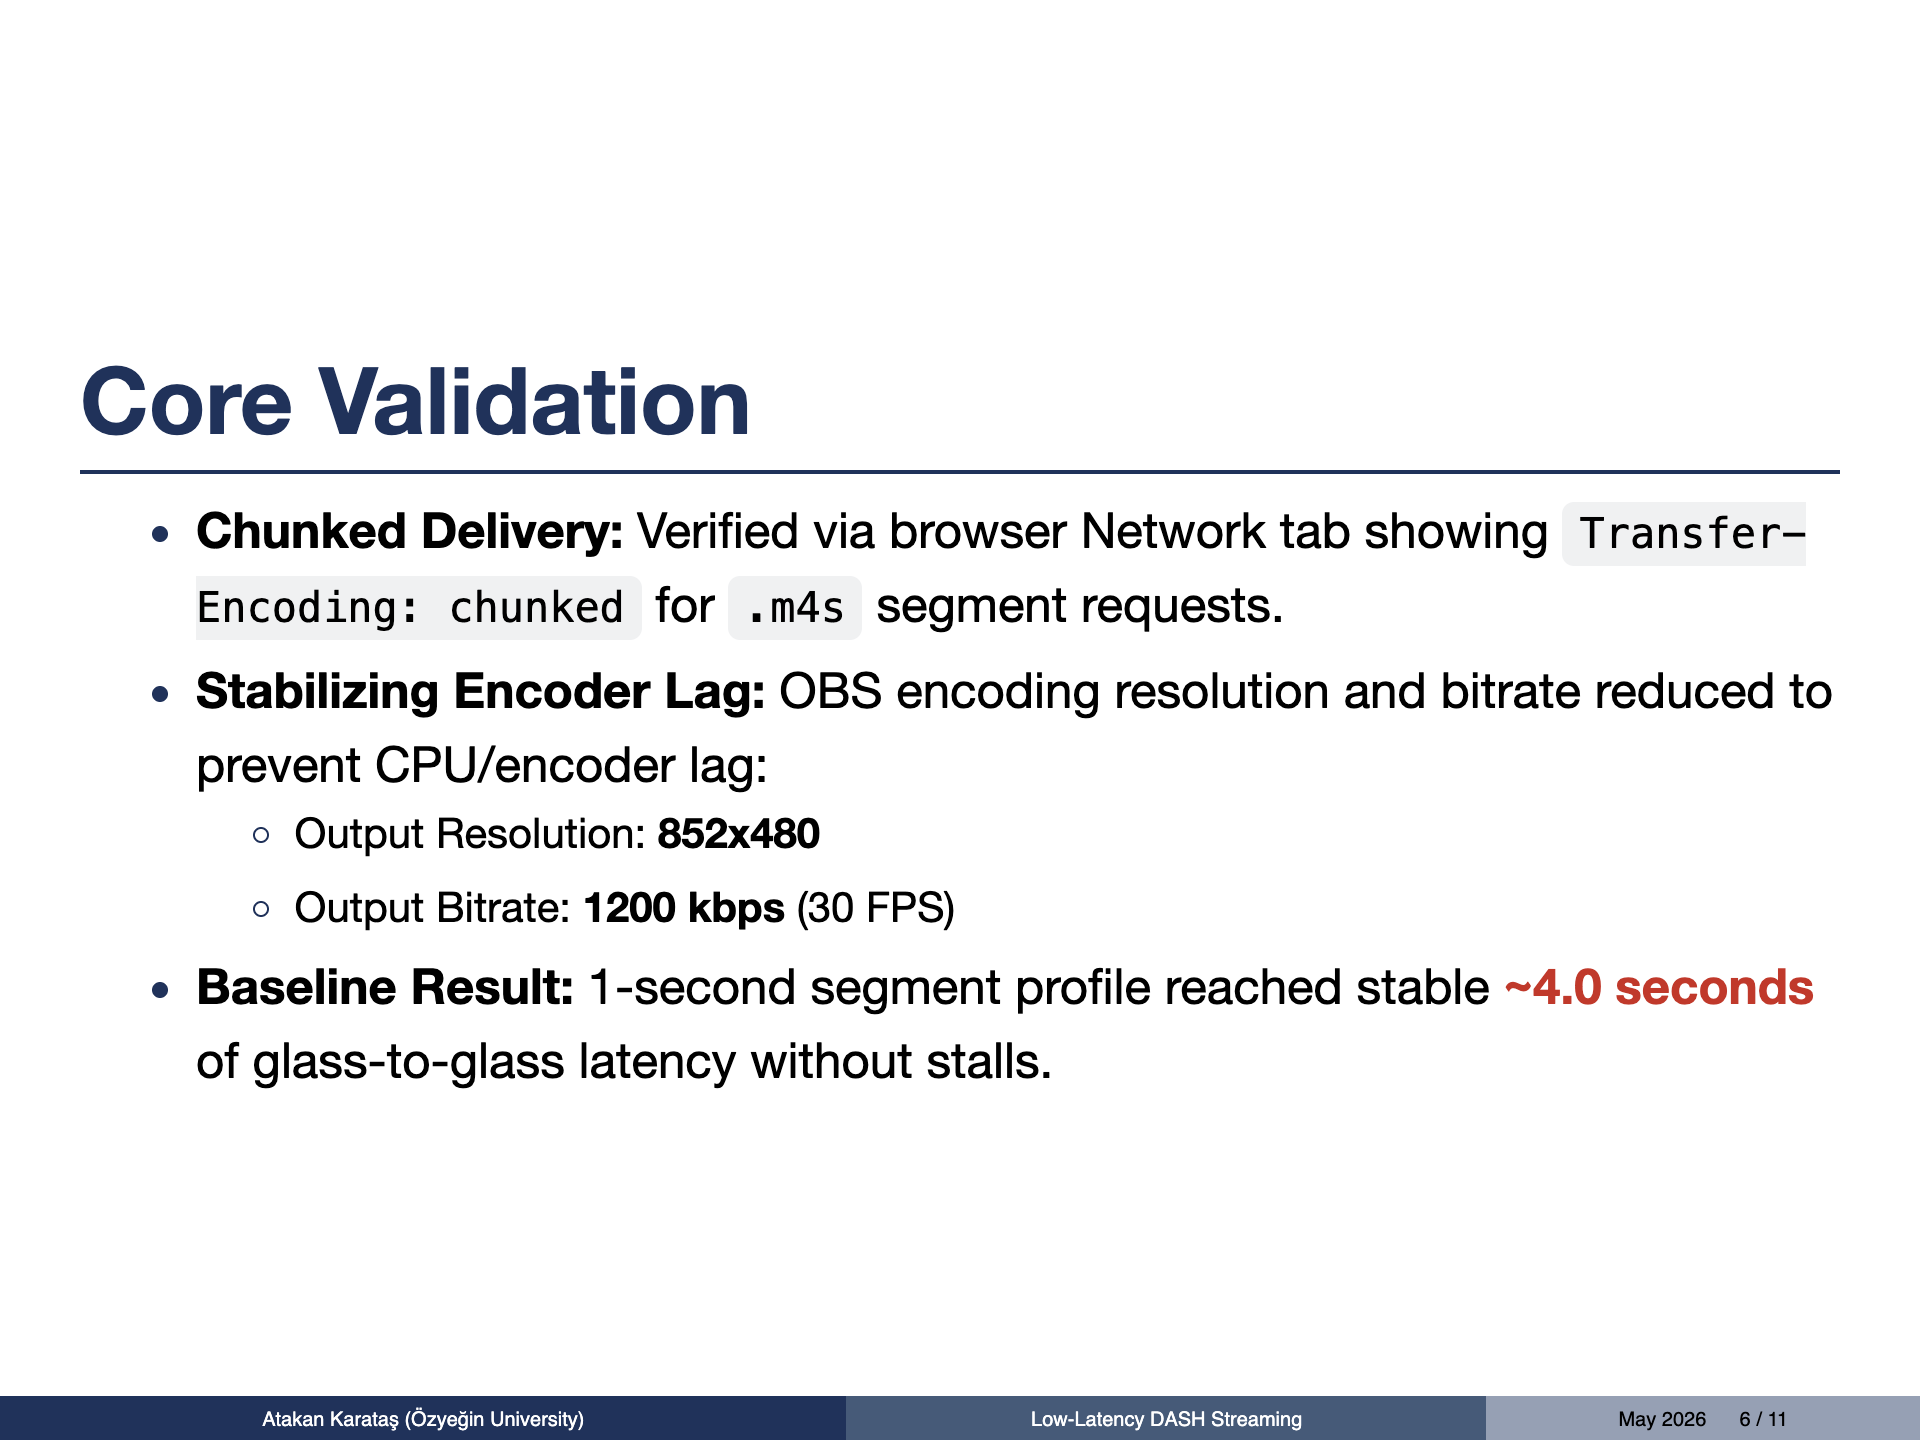 Core Validation
Chunked Delivery: Verified via browser Network tab showing Transfer-
Encoding: chunked for .m4s segment requests.
Stabilizing Encoder Lag: OBS encoding resolution and bitrate reduced to
prevent CPU/encoder lag:
Output Resolution: 852x480
Output Bitrate: 1200 kbps (30 FPS)
Baseline Result: 1-second segment profile reached stable ~4.0 seconds
of glass-to-glass latency without stalls.
Atakan Karataş (Özyeğin University)
Low-Latency DASH Streaming
May 2026 6 / 11